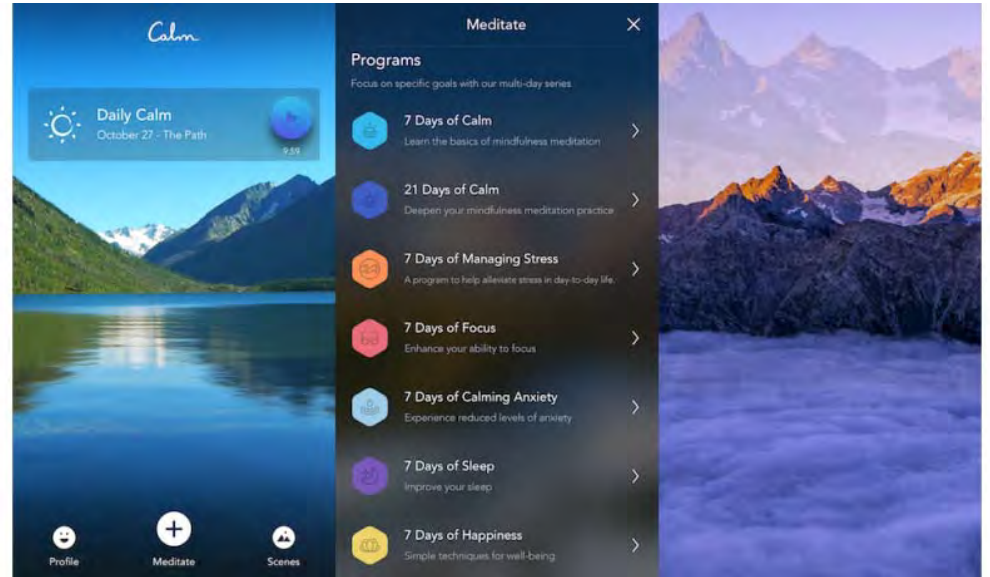 Calm
Daily Calm
October 27 - The Path
9:59
Profile
Meditate
Scenes
Meditate
Programs
Focus on specific goals with our multi-day series
7 Days of Calm
Learn the basics of mindfulness meditation
21 Days of Calm
Deepen your mindfulness meditation practice
7 Days of Managing Stress
A program to help alleviate stress in day-to-day life.
7 Days of Focus
Enhance your ability to focus
7 Days of Calming Anxiety
Experience reduced levels of anxiety
7 Days of Sleep
Improve your sleep
7 Days of Happiness
Simple techniques for well-being